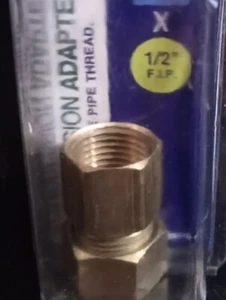 X
1/2"
F.I.P.
SION ADAPTE
E PIPE THREAD.